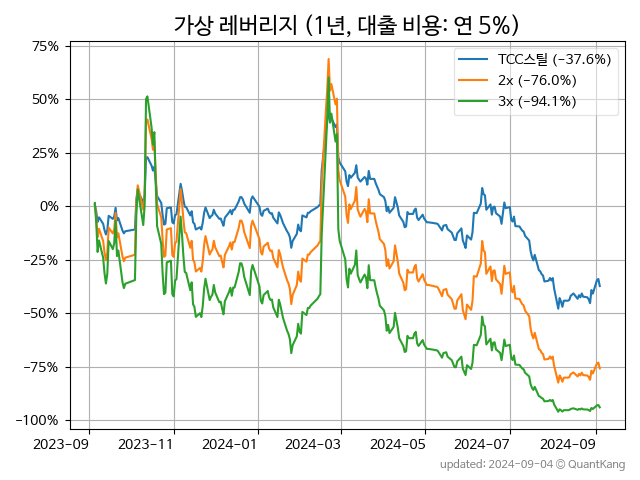 가상 레버리지 (1년, 대출 비용: 연 5%)
TCC스틸 (−37.6%)
2x (−76.0%)
3x (−94.1%)
75%
50%
25%
0%
−25%
−50%
−75%
−100%
2023-09 2023-11 2024-01 2024-03 2024-05 2024-07 2024-09
updated: 2024-09-04 © QuantKang